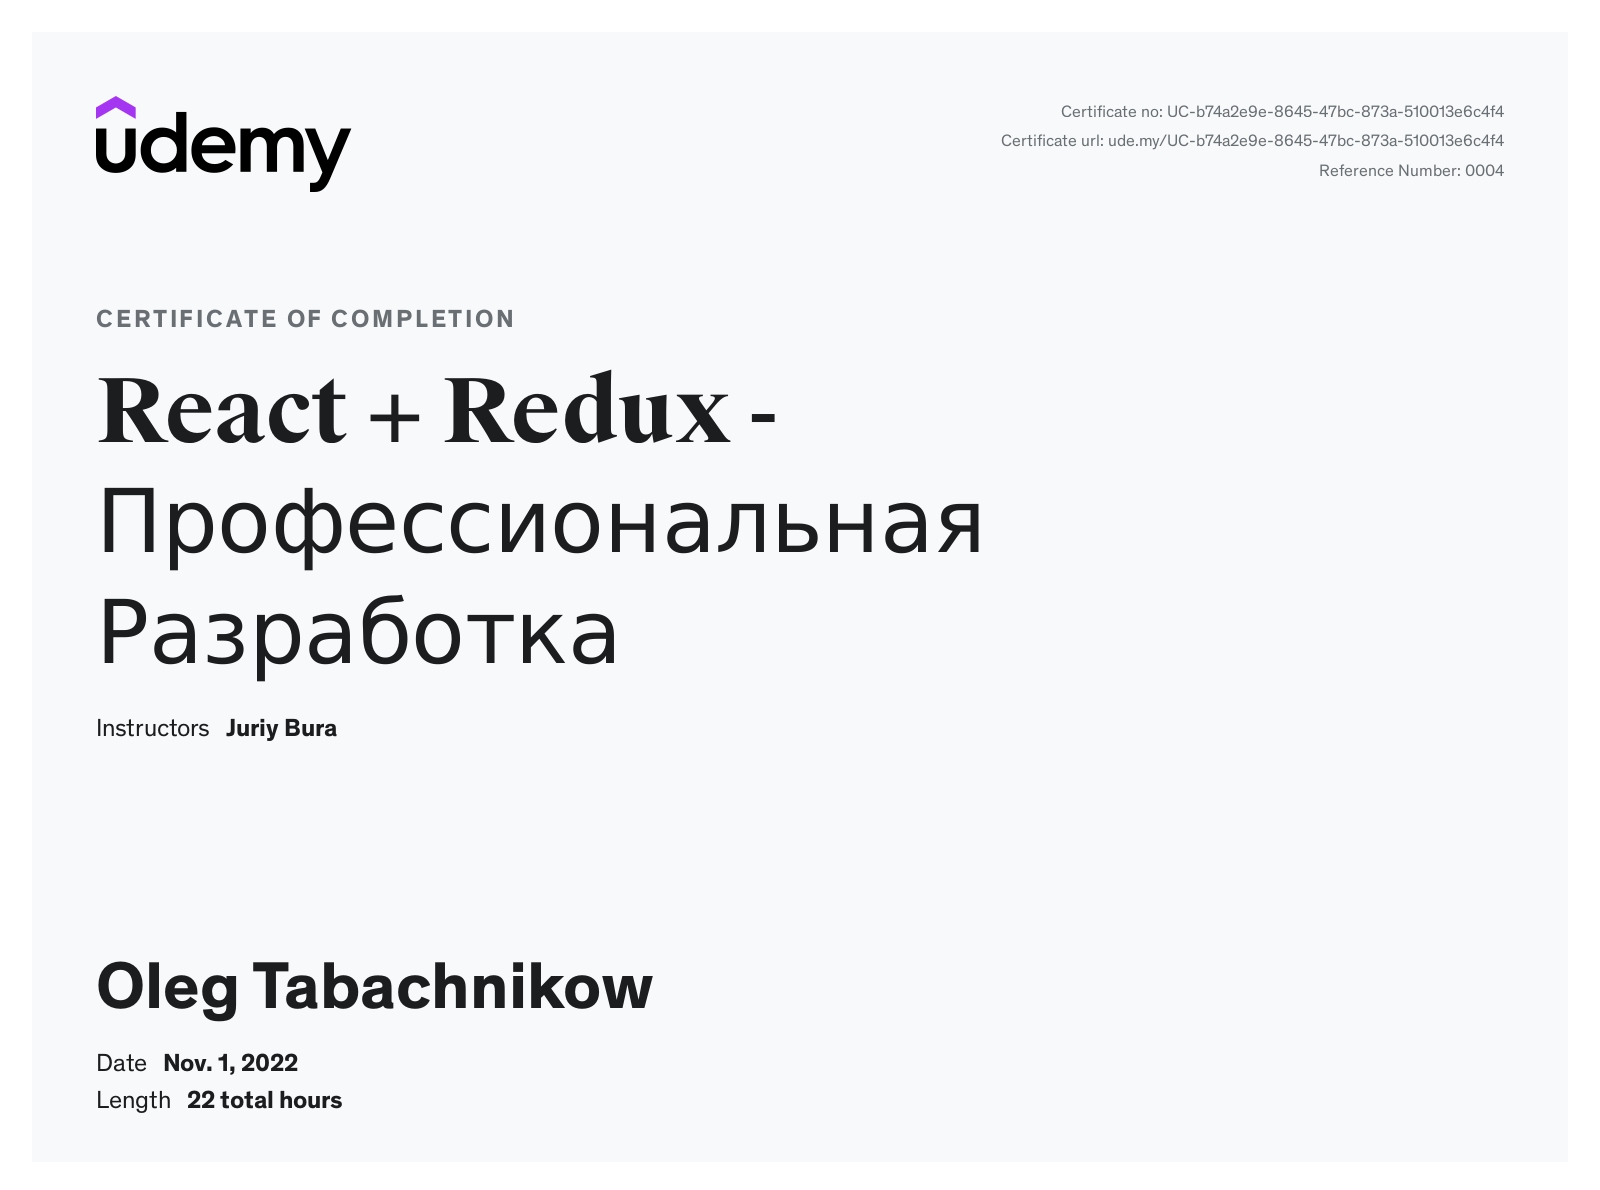 udemy
Certificate no: UC-b74a2e9e-8645-47bc-873a-510013e6c4f4
Certificate url: ude.my/UC-b74a2e9e-8645-47bc-873a-510013e6c4f4
Reference Number: 0004
CERTIFICATE OF COMPLETION
React + Redux -
Профессиональная
Разработка
Instructors Juriy Bura
Oleg Tabachnikow
Date Nov. 1, 2022
Length 22 total hours